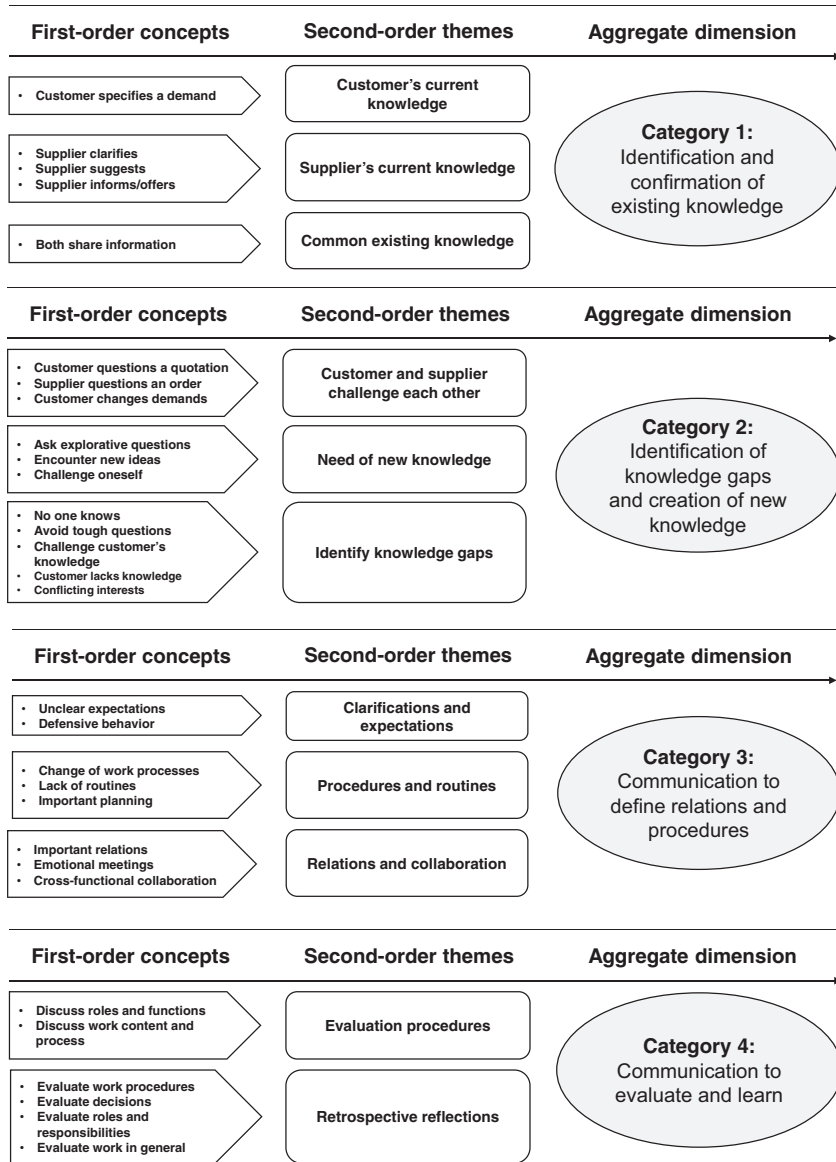 First-order concepts Second-order themes Aggregate dimension
• Customer specifies a demand
Customer's current
knowledge
• Supplier clarifies
• Supplier suggests
• Supplier informs/offers
Supplier's current knowledge
• Both share information
Common existing knowledge
Category 1:
Identification and
confirmation of
existing knowledge
First-order concepts Second-order themes Aggregate dimension
• Customer questions a quotation
• Supplier questions an order
• Customer changes demands
Customer and supplier
challenge each other
• Ask explorative questions
• Encounter new ideas
• Challenge oneself
Need of new knowledge
• No one knows
• Avoid tough questions
• Challenge customer's
knowledge
• Customer lacks knowledge
• Conflicting interests
Identify knowledge gaps
Category 2:
Identification of
knowledge gaps
and creation of new
knowledge
First-order concepts Second-order themes Aggregate dimension
• Unclear expectations
• Defensive behavior
Clarifications and
expectations
• Change of work processes
• Lack of routines
• Important planning
Procedures and routines
• Important relations
• Emotional meetings
• Cross-functional collaboration
Relations and collaboration
Category 3:
Communication to
define relations and
procedures
First-order concepts Second-order themes Aggregate dimension
• Discuss roles and functions
• Discuss work content and
process
Evaluation procedures
• Evaluate work procedures
• Evaluate decisions
• Evaluate roles and
responsibilities
• Evaluate work in general
Retrospective reflections
Category 4:
Communication to
evaluate and learn